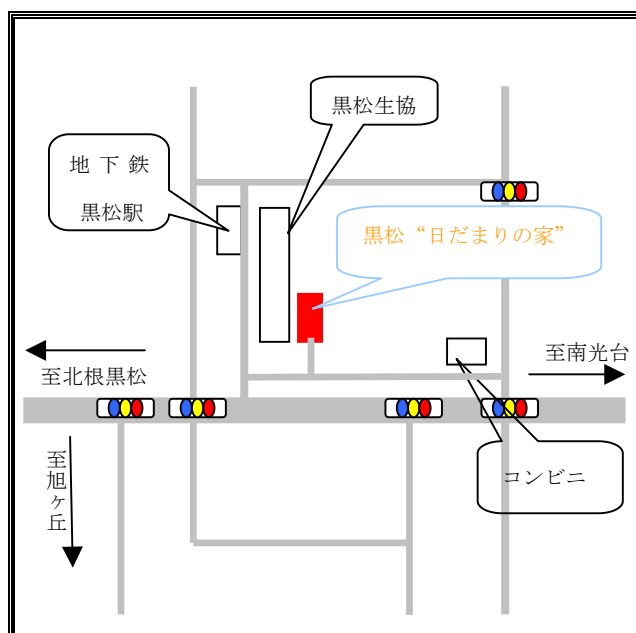 黒松生協
地下鉄
黒松駅
黒松“日だまりの家”
至南光台
至北根黒松
至旭ヶ丘
コンビニ